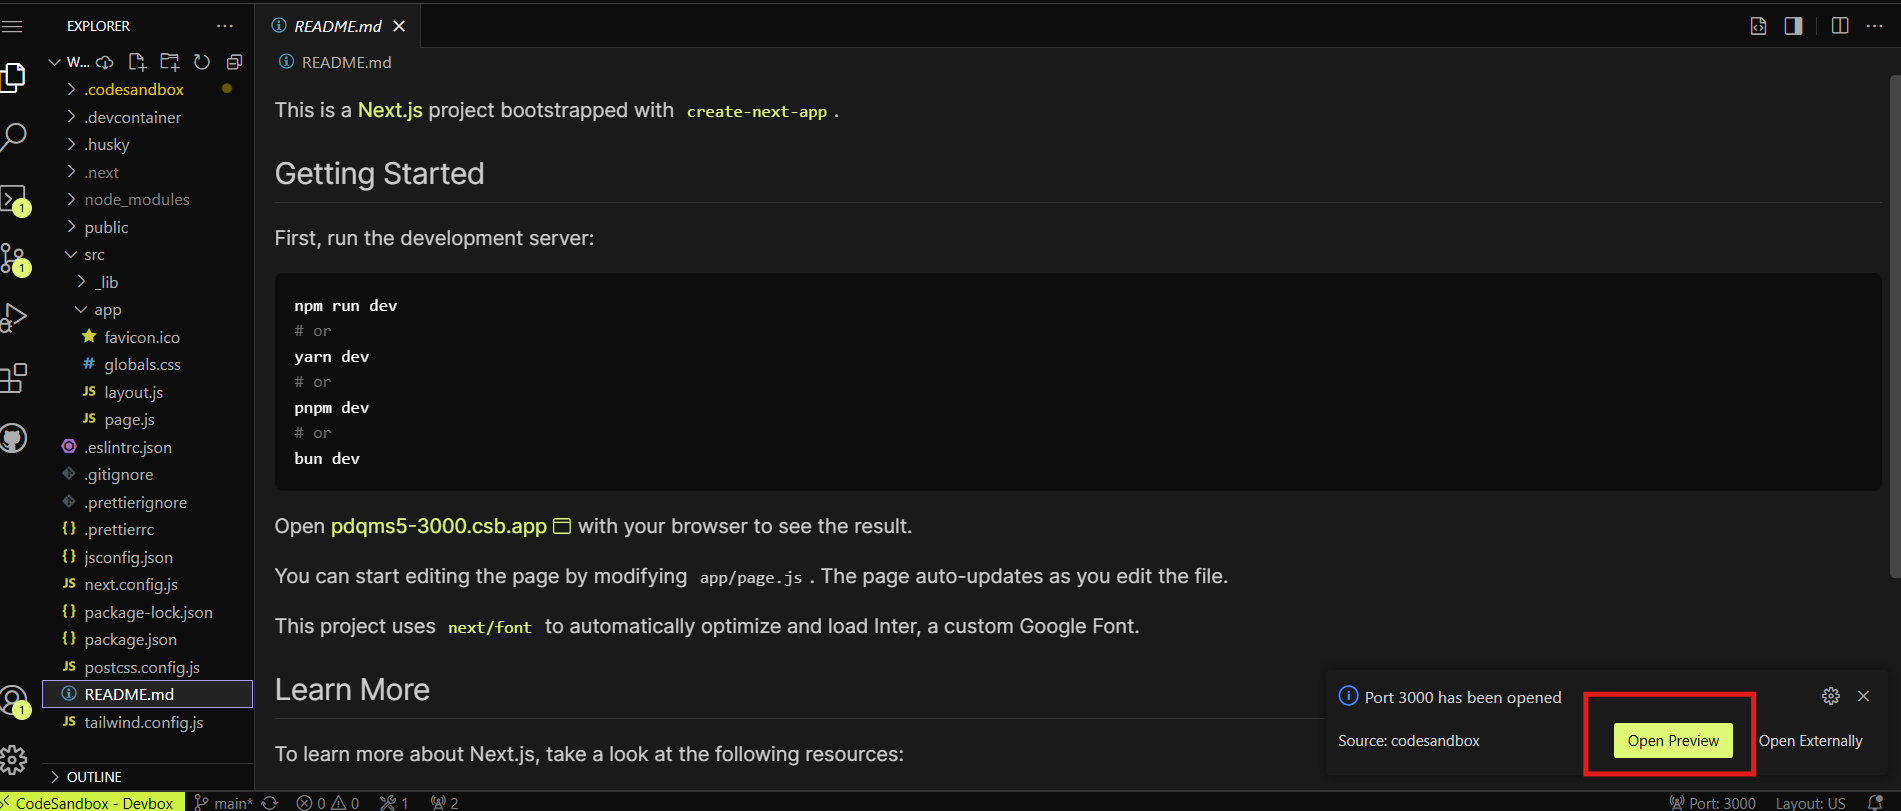 EXPLORER
W...
.codesandbox
.devcontainer
.husky
.next
node_modules
public
src
_lib
app
favicon.ico
# globals.css
JS layout.js
JS page.js
.eslintrc.json
.gitignore
.prettierignore
{} .prettierrc
{} jsconfig.json
JS next.config.js
{} package-lock.json
{} package.json
JS postcss.config.js
README.md
JS tailwind.config.js
OUTLINE
1
1
1
README.md
README.md
This is a Next.js project bootstrapped with create-next-app .
Getting Started
First, run the development server:
npm run dev
# or
yarn dev
# or
pnpm dev
# or
bun dev
Open pdqms5-3000.csb.app with your browser to see the result.
You can start editing the page by modifying app/page.js . The page auto-updates as you edit the file.
This project uses next/font to automatically optimize and load Inter, a custom Google Font.
Learn More
To learn more about Next.js, take a look at the following resources:
Port 3000 has been opened
Source: codesandbox
Open Preview
Open Externally
CodeSandbox - Devbox main* 0 0 1 2 Port: 3000 Layout: US